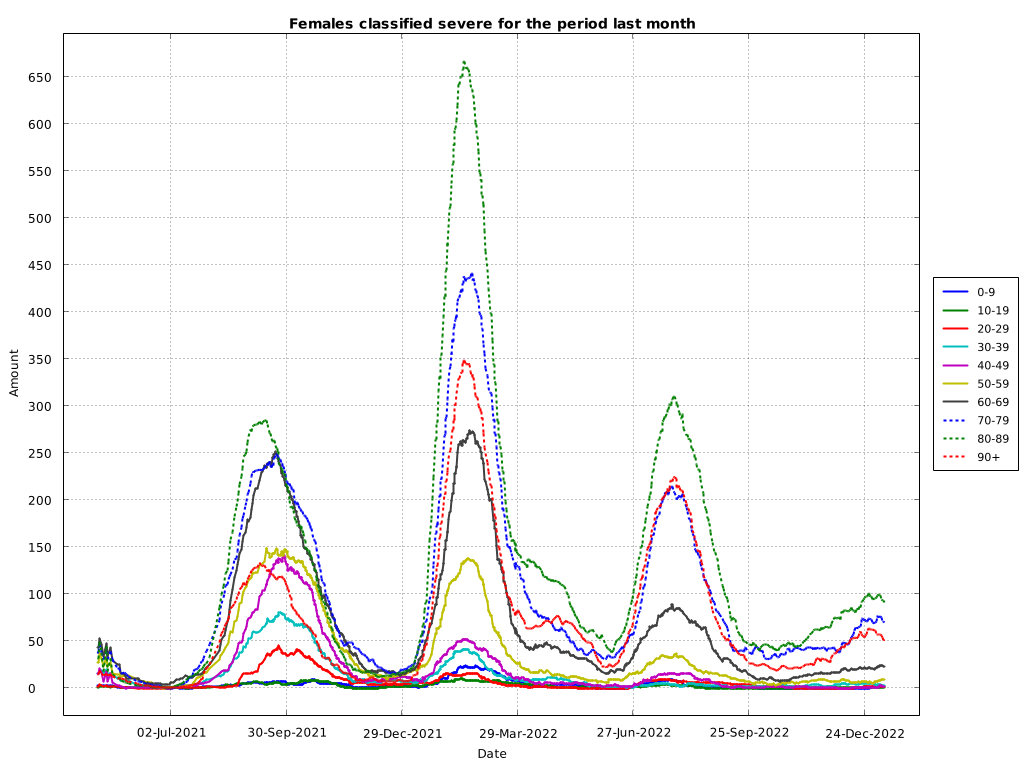 Females classified severe for the period last month
Amount
650
600
550
500
450
400
350
300
250
200
150
100
50
0
02-Jul-2021
30-Sep-2021
29-Dec-2021
29-Mar-2022
27-Jun-2022
25-Sep-2022
24-Dec-2022
Date
0-9
10-19
20-29
30-39
40-49
50-59
60-69
70-79
80-89
90+